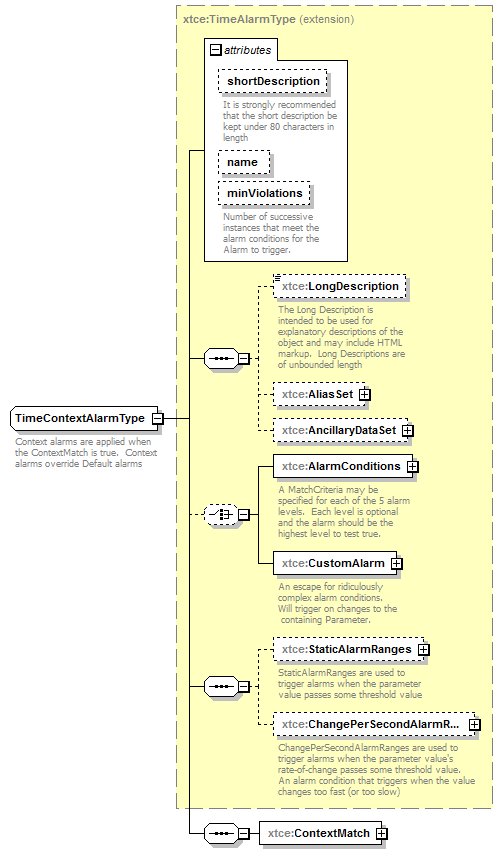 xtce:TimeAlarmType (extension)
attributes
shortDescription
It is strongly recommended
that the short description be
kept under 80 characters in
length
name
minViolations
Number of successive
instances that meet the
alarm conditions for the
Alarm to trigger.
xtce:LongDescription
The Long Description is
intended to be used for
explanatory descriptions of the
object and may include HTML
markup.  Long Descriptions are
of unbounded length
xtce:AliasSet
xtce:AncillaryDataSet
TimeContextAlarmType
Context alarms are applied when
the ContextMatch is true.  Context
alarms override Default alarms
xtce:AlarmConditions
A MatchCriteria may be
specified for each of the 5 alarm
levels.  Each level is optional
and the alarm should be the
highest level to test true.
xtce:CustomAlarm
An escape for ridiculously
complex alarm conditions.
Will trigger on changes to the
containing Parameter.
xtce:StaticAlarmRanges
StaticAlarmRanges are used to
trigger alarms when the parameter
value passes some threshold value
xtce:ChangePerSecondAlarmR...
ChangePerSecondAlarmRanges are used to
trigger alarms when the parameter value's
rate-of-change passes some threshold value.
An alarm condition that triggers when the value
changes too fast (or too slow)
xtce:ContextMatch